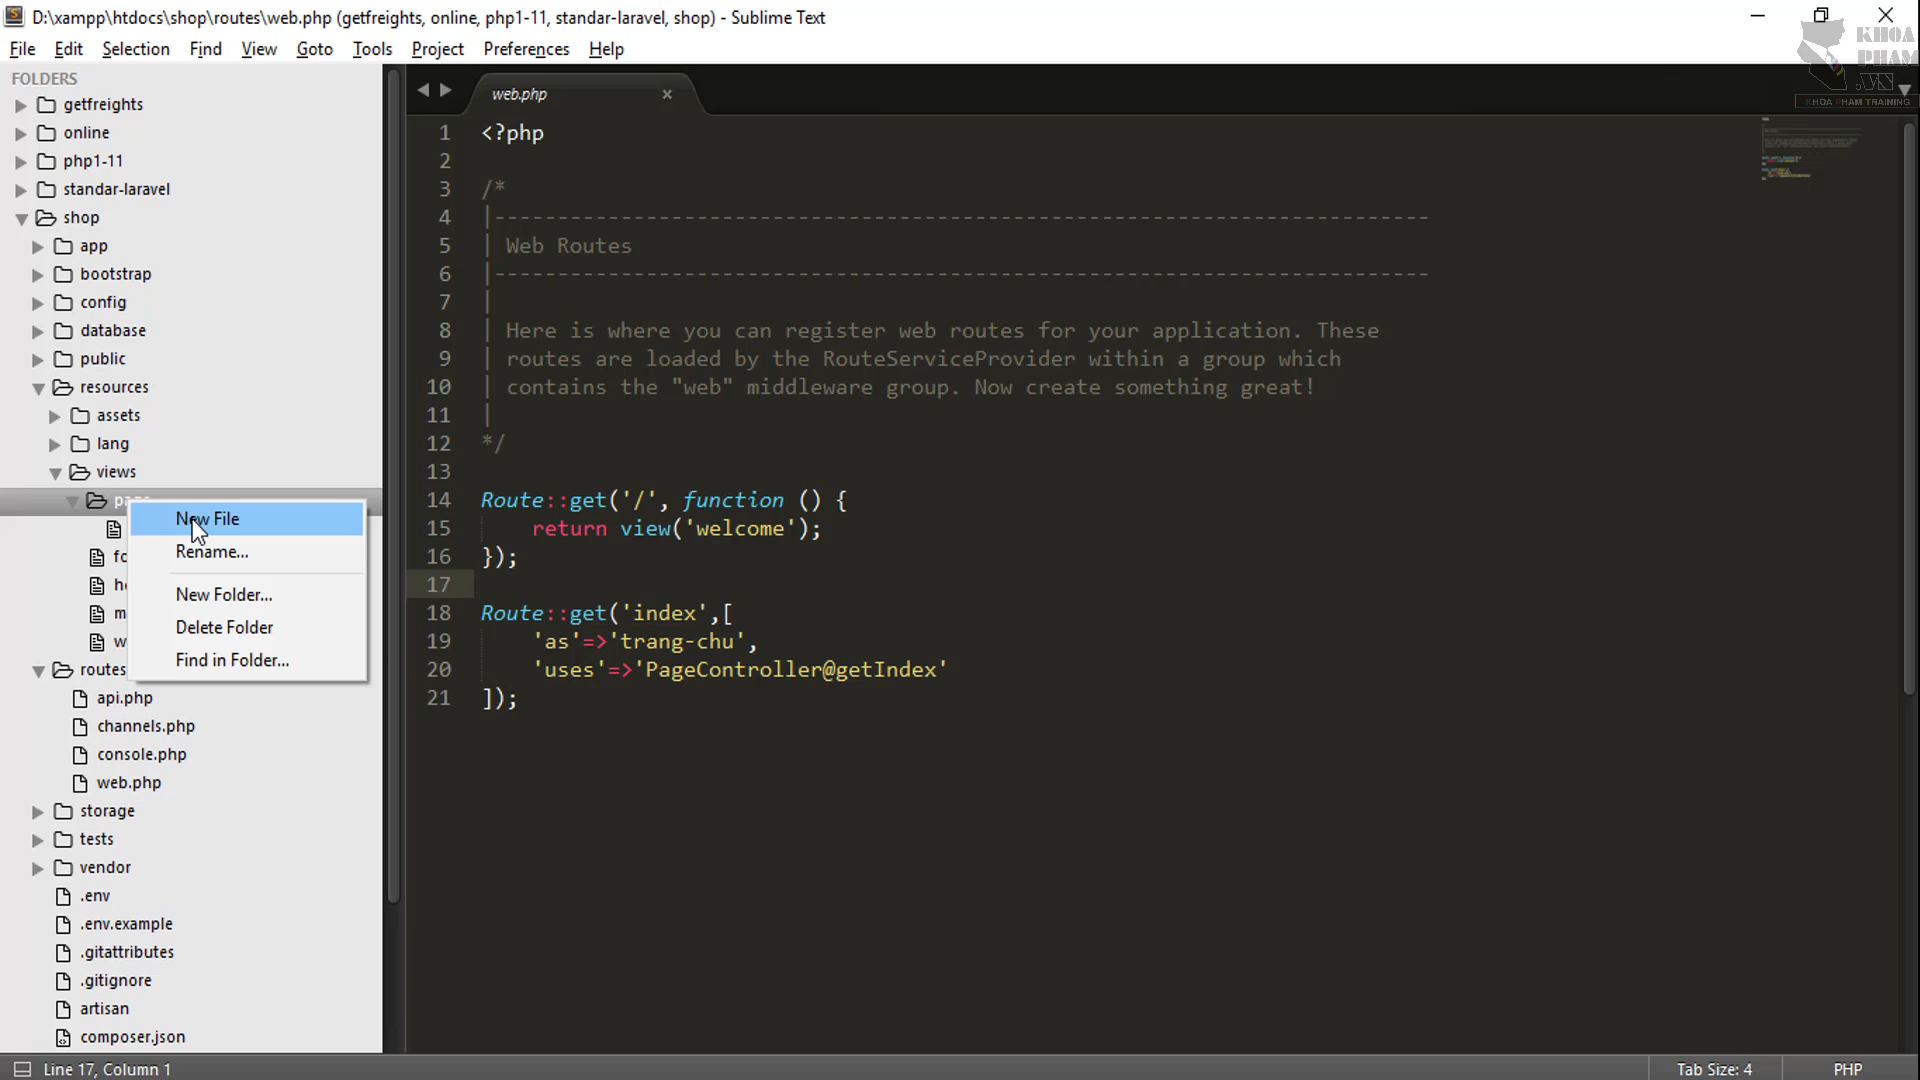 D:\xampp\htdocs\shop\routes\web.php (getfreights, online, php1-11, standar-laravel, shop) - Sublime Text
File Edit Selection Find View Goto Tools Project Preferences Help
KHOA
PHAM
.VN
KHOA PHAM TRAINING
FOLDERS
getfreights
online
php1-11
standar-laravel
shop
app
bootstrap
config
database
public
resources
assets
lang
views
New File
Rename...
New Folder...
Delete Folder
Find in Folder...
routes
api.php
channels.php
console.php
web.php
storage
tests
vendor
.env
.env.example
.gitattributes
.gitignore
artisan
composer.json
web.php
1 <?php
2
3 /*
4 |--------------------------------------------------------------------------
5 | Web Routes
6 |--------------------------------------------------------------------------
7 |
8 | Here is where you can register web routes for your application. These
9 | routes are loaded by the RouteServiceProvider within a group which
10 | contains the "web" middleware group. Now create something great!
11 |
12 */
13
14 Route::get('/', function () {
15     return view('welcome');
16 });
17
18 Route::get('index',[
19     'as'=>'trang-chu',
20     'uses'=>'PageController@getIndex'
21 ]);
Line 17, Column 1
Tab Size: 4
PHP